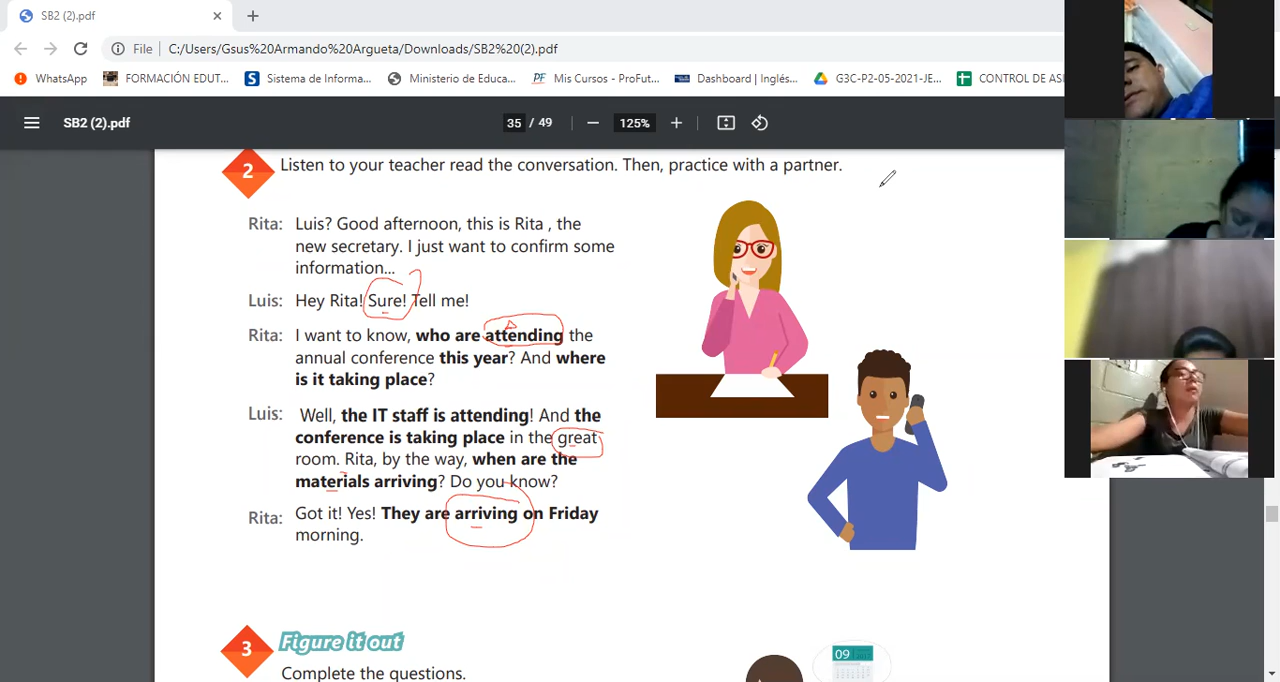 SB2 (2).pdf
File
C:/Users/Gsus%20Armando%20Argueta/Downloads/SB2%20(2).pdf
WhatsApp
FORMACIÓN EDUT...
Sistema de Informa...
Ministerio de Educa...
Mis Cursos - ProFut...
Dashboard | Inglés...
G3C-P2-05-2021-JE...
CONTROL DE ASI
SB2 (2).pdf
35 / 49
125%
2
Listen to your teacher read the conversation. Then, practice with a partner.
Rita: Luis? Good afternoon, this is Rita , the
new secretary. I just want to confirm some
information...
Luis: Hey Rita! Sure! Tell me!
Rita: I want to know, who are attending the
annual conference this year? And where
is it taking place?
Luis: Well, the IT staff is attending! And the
conference is taking place in the great
room. Rita, by the way, when are the
materials arriving? Do you know?
Rita: Got it! Yes! They are arriving on Friday
morning.
3
Figure it out
09
Complete the questions.